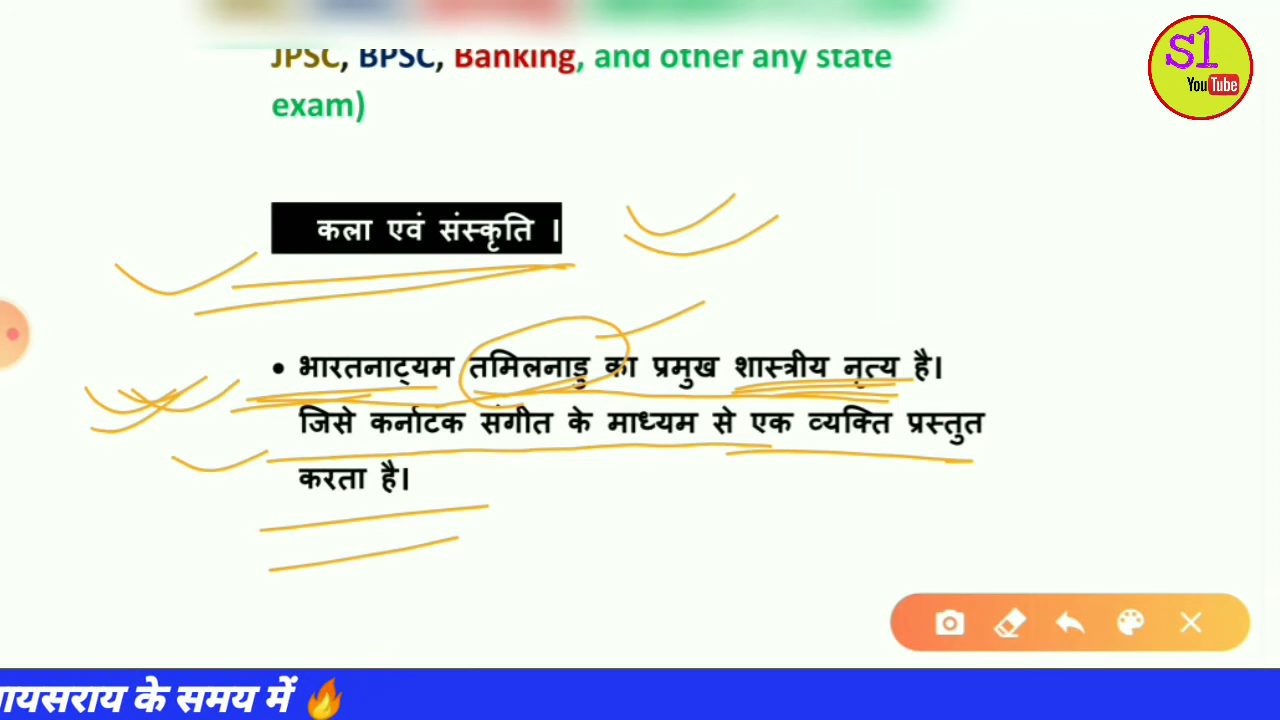 JPSC, BPSC, Banking, and other any state
exam)
S1
YouTube
कला एवं संस्कृति ।
• भारतनाट्यम तमिलनाडु का प्रमुख शास्त्रीय नृत्य है।
जिसे कर्नाटक संगीत के माध्यम से एक व्यक्ति प्रस्तुत
करता है।
के समय में 🔥